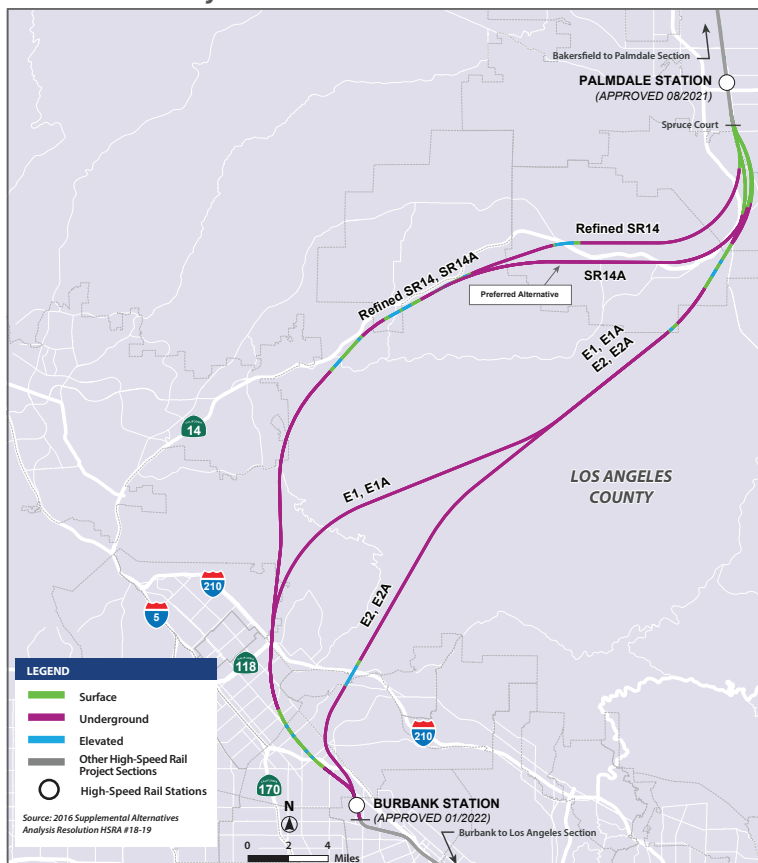 Bakersfield to Palmdale Section
PALMDALE STATION
(APPROVED 08/2021)
Spruce Court
Refined SR14
Refined SR14, SR14A
SR14A
Preferred Alternative
E1, E1A
E2, E2A
CALIFORNIA
14
LOS ANGELES
COUNTY
E1, E1A
E2, E2A
210
5
118
210
170
LEGEND
Surface
Underground
Elevated
Other High-Speed Rail
Project Sections
High-Speed Rail Stations
Source: 2016 Supplemental Alternatives
Analysis Resolution HSRA #18-19
N
0 2 4
Miles
BURBANK STATION
(APPROVED 01/2022)
Burbank to Los Angeles Section